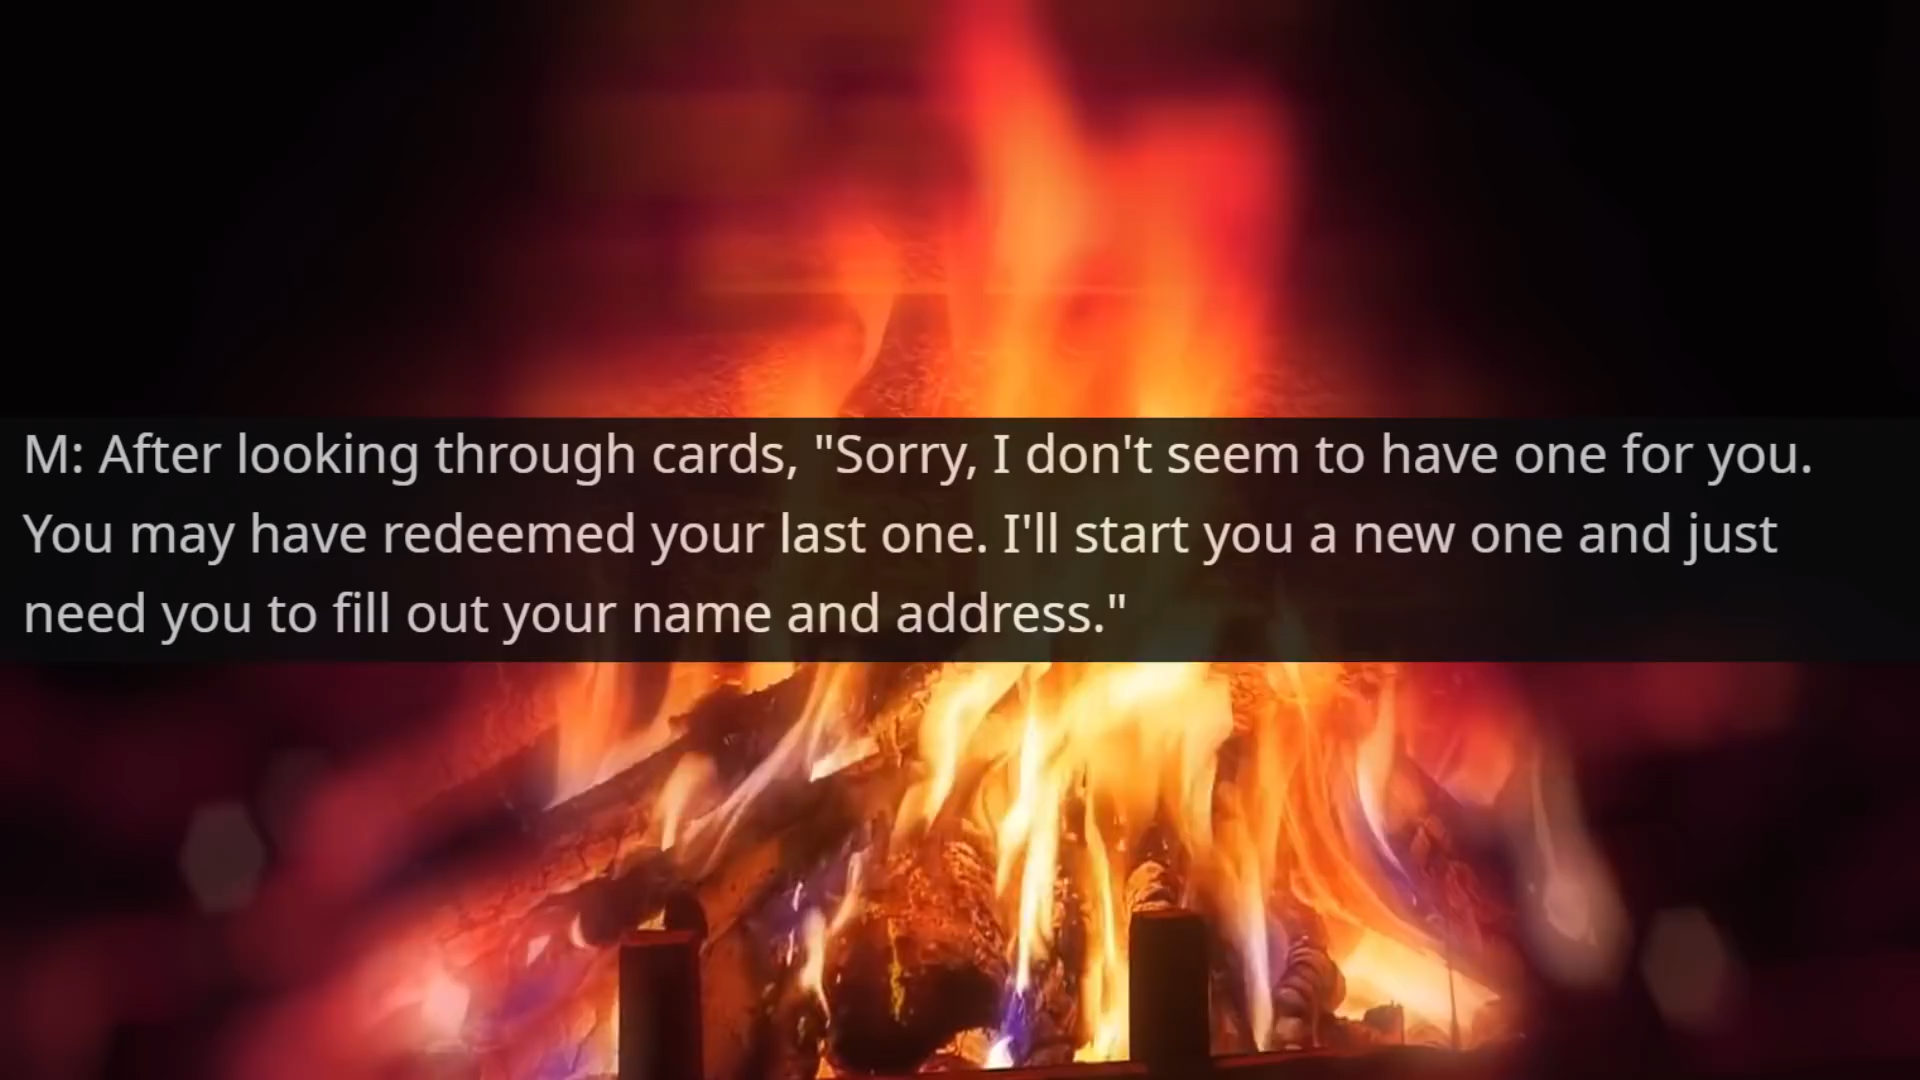 M: After looking through cards, "Sorry, I don't seem to have one for you.
You may have redeemed your last one. I'll start you a new one and just
need you to fill out your name and address."